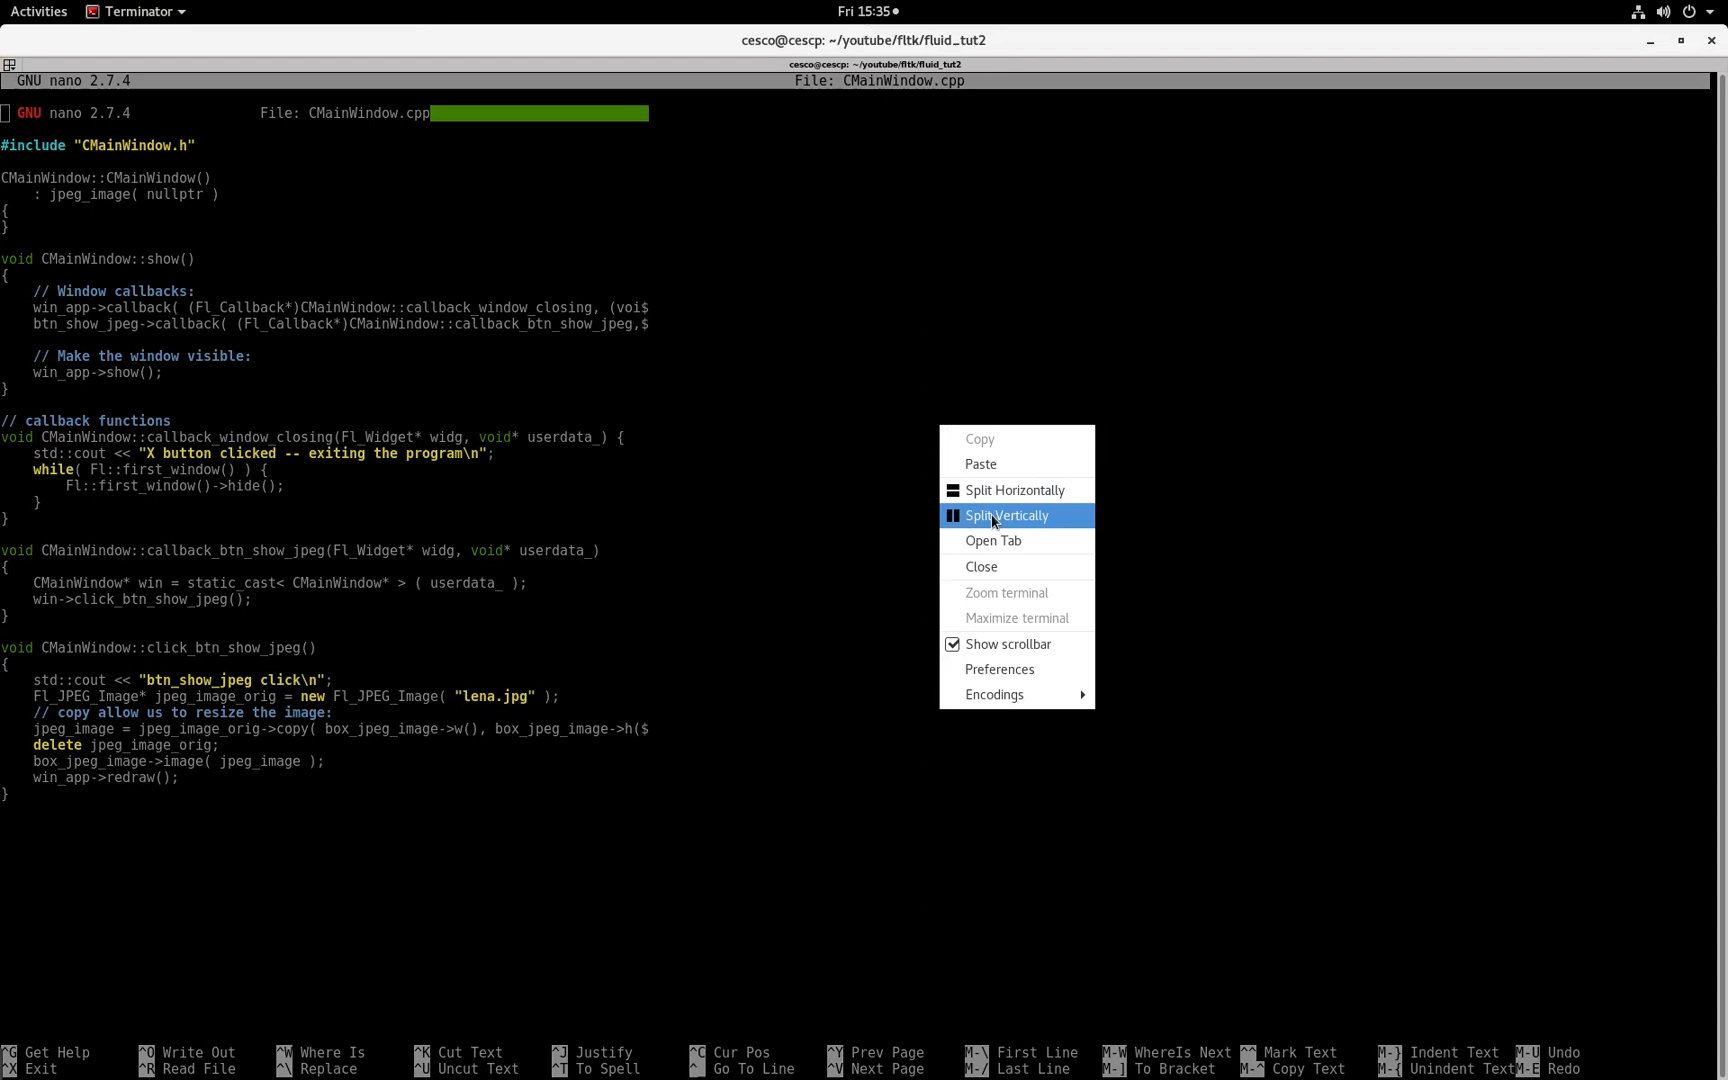 Activities Terminator Fri 15:35
cesco@cescp: ~/youtube/fltk/fluid_tut2
cesco@cescp: ~/youtube/fltk/fluid_tut2
GNU nano 2.7.4 File: CMainWindow.cpp
GNU nano 2.7.4 File: CMainWindow.cpp
#include "CMainWindow.h"
CMainWindow::CMainWindow()
: jpeg_image( nullptr )
{
}
void CMainWindow::show()
{
// Window callbacks:
win_app->callback( (Fl_Callback*)CMainWindow::callback_window_closing, (voi$
btn_show_jpeg->callback( (Fl_Callback*)CMainWindow::callback_btn_show_jpeg,$
// Make the window visible:
win_app->show();
}
// callback functions
void CMainWindow::callback_window_closing(Fl_Widget* widg, void* userdata_) {
std::cout << "X button clicked -- exiting the program\n";
while( Fl::first_window() ) {
Fl::first_window()->hide();
}
}
void CMainWindow::callback_btn_show_jpeg(Fl_Widget* widg, void* userdata_)
{
CMainWindow* win = static_cast< CMainWindow* > ( userdata_ );
win->click_btn_show_jpeg();
}
void CMainWindow::click_btn_show_jpeg()
{
std::cout << "btn_show_jpeg click\n";
Fl_JPEG_Image* jpeg_image_orig = new Fl_JPEG_Image( "lena.jpg" );
// copy allow us to resize the image:
jpeg_image = jpeg_image_orig->copy( box_jpeg_image->w(), box_jpeg_image->h($
delete jpeg_image_orig;
box_jpeg_image->image( jpeg_image );
win_app->redraw();
}
Copy
Paste
Split Horizontally
Split Vertically
Open Tab
Close
Zoom terminal
Maximize terminal
Show scrollbar
Preferences
Encodings
^G Get Help ^O Write Out ^W Where Is ^K Cut Text ^J Justify ^C Cur Pos ^Y Prev Page M-\ First Line M-W WhereIs Next ^^ Mark Text M-} Indent Text M-U Undo
^X Exit ^R Read File ^\ Replace ^U Uncut Text ^T To Spell ^_ Go To Line ^V Next Page M-/ Last Line M-] To Bracket M-^ Copy Text M-{ Unindent Text M-E Redo